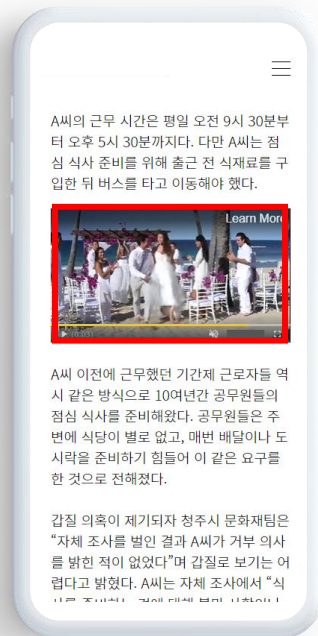 A씨의 근무 시간은 평일 오전 9시 30분부
터 오후 5시 30분까지다. 다만 A씨는 점
심 식사 준비를 위해 출근 전 식재료를 구
입한 뒤 버스를 타고 이동해야 했다.
Learn More
(0:03)
A씨 이전에 근무했던 기간제 근로자들 역
시 같은 방식으로 10여년간 공무원들의
점심 식사를 준비해왔다. 공무원들은 주
변에 식당이 별로 없고, 매번 배달이나 도
시락을 준비하기 힘들어 이 같은 요구를
한 것으로 전해졌다.
갑질 의혹이 제기되자 청주시 문화재팀은
“자체 조사를 벌인 결과 A씨가 거부 의사
를 밝힌 적이 없었다”며 갑질로 보기는 어
렵다고 밝혔다. A씨는 자체 조사에서 “식